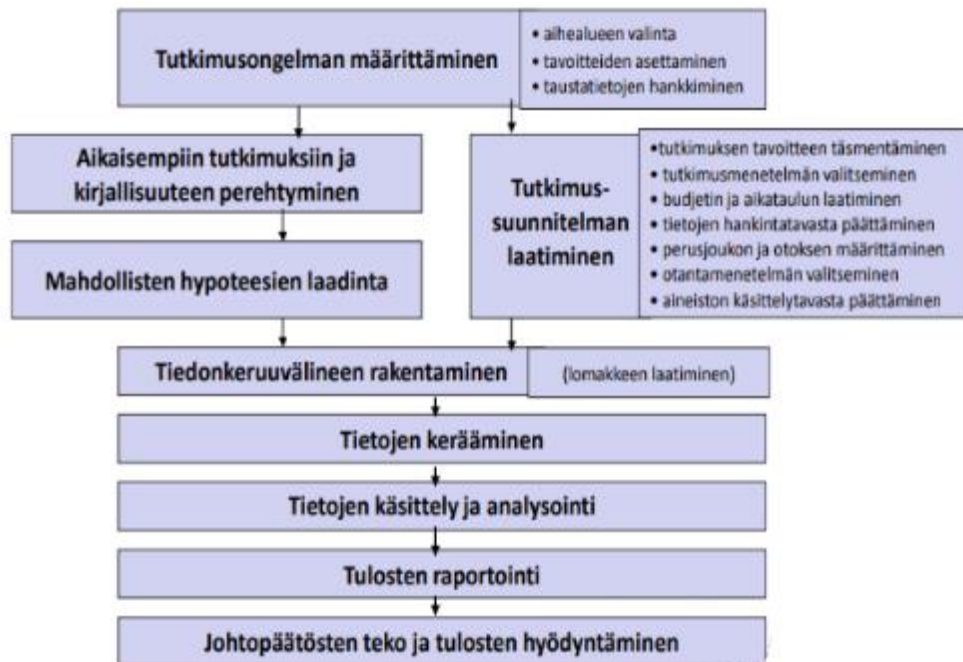 Tutkimusongelman määrittäminen
• aihealueen valinta
• tavoitteiden asettaminen
• taustatietojen hankkiminen
Aikaisempiin tutkimuksiin ja
kirjallisuuteen perehtyminen
Mahdollisten hypoteesien laadinta
Tutkimus-
suunnitelman
laatiminen
•tutkimuksen tavoitteen täsmentäminen
• tutkimusmenetelmän valitseminen
• budjetin ja aikataulun laatiminen
• tietojen hankintatavasta päättäminen
• perusjoukon ja otoksen määrittäminen
• otantamenetelmän valitseminen
• aineiston käsittelytavasta päättäminen
Tiedonkeruuvälineen rakentaminen
(lomakkeen laatiminen)
Tietojen kerääminen
Tietojen käsittely ja analysointi
Tulosten raportointi
Johtopäätösten teko ja tulosten hyödyntäminen